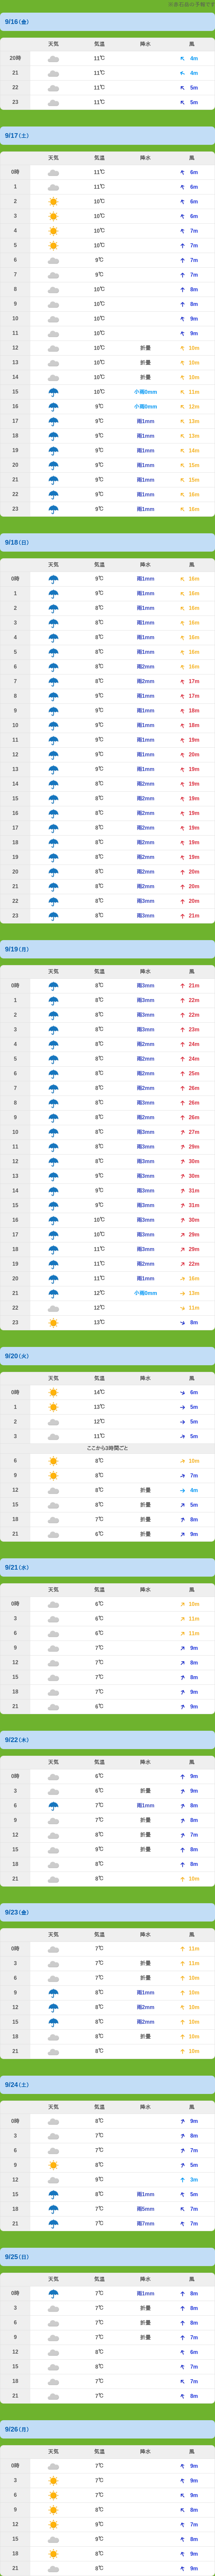 9/16(金)
天気 気温 降水 風
20時 11℃ 4m
21 11℃ 4m
22 11℃ 5m
23 11℃ 5m
9/17(土)
天気 気温 降水 風
0時 11℃ 6m
1 11℃ 6m
2 10℃ 6m
3 10℃ 6m
4 10℃ 7m
5 10℃ 7m
6 9℃ 7m
7 9℃ 7m
8 10℃ 8m
9 10℃ 8m
10 10℃ 9m
11 10℃ 9m
12 10℃ 折畳 10m
13 10℃ 折畳 10m
14 10℃ 折畳 10m
15 10℃ 小雨0mm 11m
16 9℃ 小雨0mm 12m
17 9℃ 雨1mm 13m
18 9℃ 雨1mm 13m
19 9℃ 雨1mm 14m
20 9℃ 雨1mm 15m
21 9℃ 雨1mm 15m
22 9℃ 雨1mm 16m
23 9℃ 雨1mm 16m
9/18(日)
天気 気温 降水 風
0時 9℃ 雨1mm 16m
1 9℃ 雨1mm 16m
2 8℃ 雨1mm 16m
3 8℃ 雨1mm 16m
4 8℃ 雨1mm 16m
5 8℃ 雨1mm 16m
6 8℃ 雨2mm 16m
7 8℃ 雨2mm 17m
8 8℃ 雨1mm 17m
9 8℃ 雨1mm 18m
10 8℃ 雨1mm 18m
11 9℃ 雨1mm 19m
12 9℃ 雨1mm 20m
13 9℃ 雨1mm 19m
14 8℃ 雨2mm 19m
15 8℃ 雨2mm 19m
16 8℃ 雨2mm 19m
17 8℃ 雨2mm 19m
18 8℃ 雨2mm 19m
19 8℃ 雨2mm 19m
20 8℃ 雨2mm 20m
21 8℃ 雨2mm 20m
22 8℃ 雨3mm 20m
23 8℃ 雨3mm 21m
9/19(月)
天気 気温 降水 風
0時 8℃ 雨3mm 21m
1 8℃ 雨3mm 22m
2 8℃ 雨3mm 22m
3 8℃ 雨3mm 23m
4 8℃ 雨2mm 24m
5 8℃ 雨2mm 24m
6 8℃ 雨2mm 25m
7 8℃ 雨2mm 26m
8 8℃ 雨3mm 26m
9 8℃ 雨2mm 26m
10 8℃ 雨3mm 27m
11 8℃ 雨3mm 29m
12 8℃ 雨3mm 30m
13 9℃ 雨3mm 30m
14 9℃ 雨3mm 31m
15 9℃ 雨3mm 31m
16 10℃ 雨3mm 30m
17 10℃ 雨3mm 29m
18 11℃ 雨3mm 29m
19 11℃ 雨2mm 22m
20 11℃ 雨1mm 16m
21 12℃ 小雨0mm 13m
22 12℃ 11m
23 13℃ 8m
9/20(火)
天気 気温 降水 風
0時 14℃ 6m
1 13℃ 5m
2 12℃ 5m
3 11℃ 5m
ここから3時間ごと
6 8℃ 10m
9 8℃ 7m
12 8℃ 折畳 4m
15 8℃ 折畳 5m
18 7℃ 折畳 8m
21 6℃ 折畳 9m
9/21(水)
天気 気温 降水 風
0時 6℃ 10m
3 6℃ 11m
6 6℃ 11m
9 7℃ 9m
12 7℃ 8m
15 7℃ 8m
18 7℃ 9m
21 6℃ 9m
9/22(木)
天気 気温 降水 風
0時 6℃ 9m
3 6℃ 折畳 9m
6 7℃ 雨1mm 8m
9 7℃ 折畳 8m
12 8℃ 折畳 7m
15 9℃ 折畳 8m
18 8℃ 8m
21 8℃ 10m
9/23(金)
天気 気温 降水 風
0時 7℃ 11m
3 7℃ 折畳 11m
6 7℃ 折畳 10m
9 8℃ 雨1mm 10m
12 8℃ 雨2mm 10m
15 8℃ 雨2mm 10m
18 8℃ 折畳 10m
21 8℃ 10m
9/24(土)
天気 気温 降水 風
0時 8℃ 9m
3 7℃ 8m
6 7℃ 7m
9 8℃ 5m
12 9℃ 3m
15 8℃ 雨1mm 5m
18 7℃ 雨5mm 7m
21 7℃ 雨7mm 7m
9/25(日)
天気 気温 降水 風
0時 7℃ 雨1mm 8m
3 7℃ 折畳 8m
6 7℃ 折畳 8m
9 7℃ 折畳 7m
12 8℃ 6m
15 8℃ 7m
18 7℃ 7m
21 7℃ 8m
9/26(月)
天気 気温 降水 風
0時 7℃ 9m
3 7℃ 9m
6 7℃ 9m
9 8℃ 8m
12 9℃ 7m
15 9℃ 8m
18 8℃ 9m
21 8℃ 9m